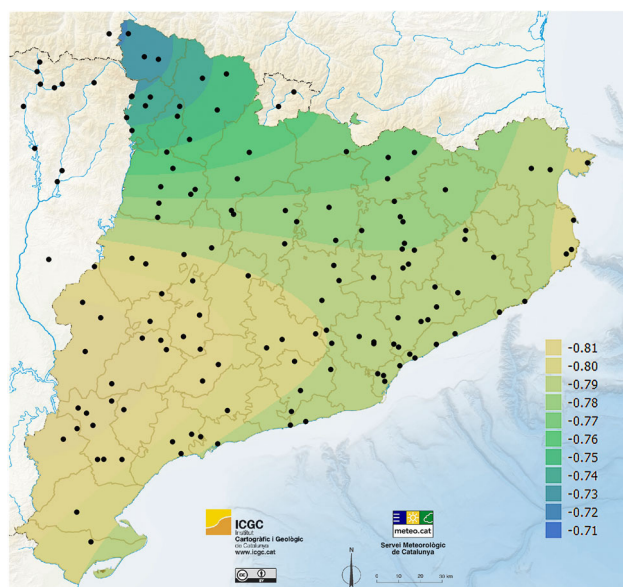 -0.81
-0.80
-0.79
-0.78
-0.77
-0.76
-0.75
-0.74
-0.73
-0.72
-0.71
ICGC
Institut
Cartogràfic i Geològic
de Catalunya
www.icgc.cat
meteo.cat
Servei Meteorològic
de Catalunya
cc
BY
N
0 10 20 30 km